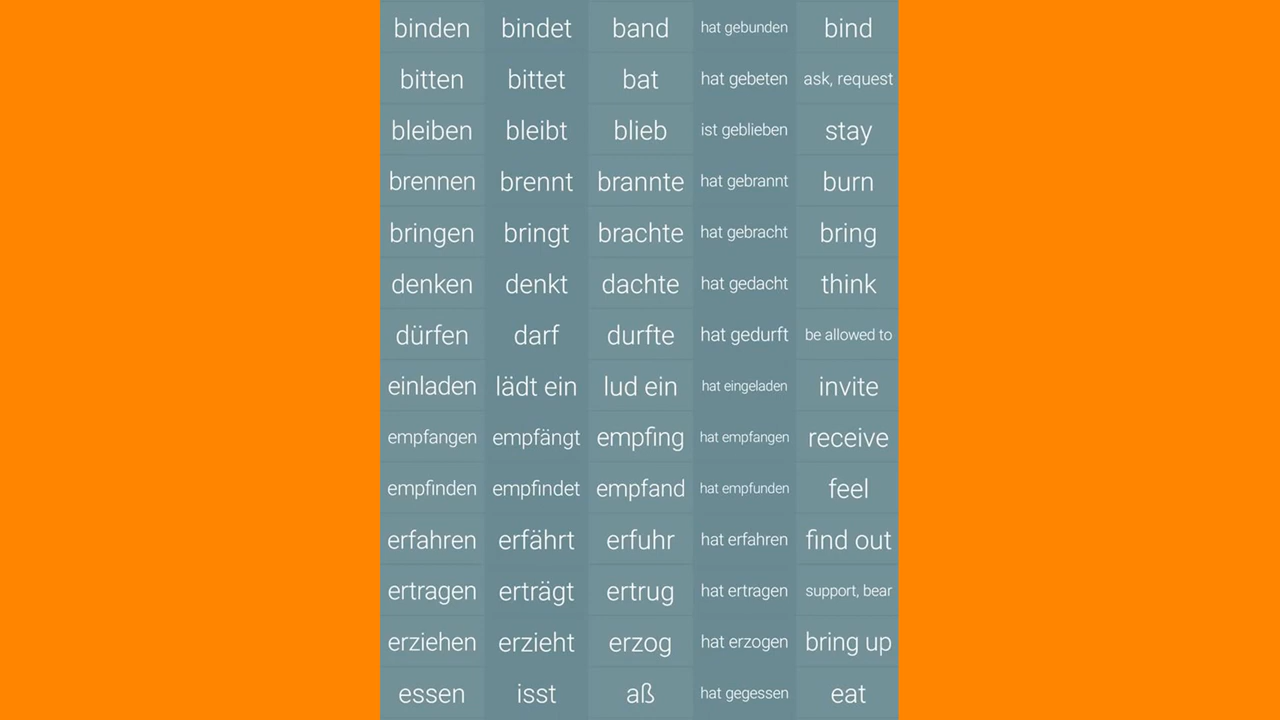 binden bindet band hat gebunden bind
bitten bittet bat hat gebeten ask, request
bleiben bleibt blieb ist geblieben stay
brennen brennt brannte hat gebrannt burn
bringen bringt brachte hat gebracht bring
denken denkt dachte hat gedacht think
dürfen darf durfte hat gedurft be allowed to
einladen lädt ein lud ein hat eingeladen invite
empfangen empfängt empfing hat empfangen receive
empfinden empfindet empfand hat empfunden feel
erfahren erfährt erfuhr hat erfahren find out
ertragen erträgt ertrug hat ertragen support, bear
erziehen erzieht erzog hat erzogen bring up
essen isst aß hat gegessen eat